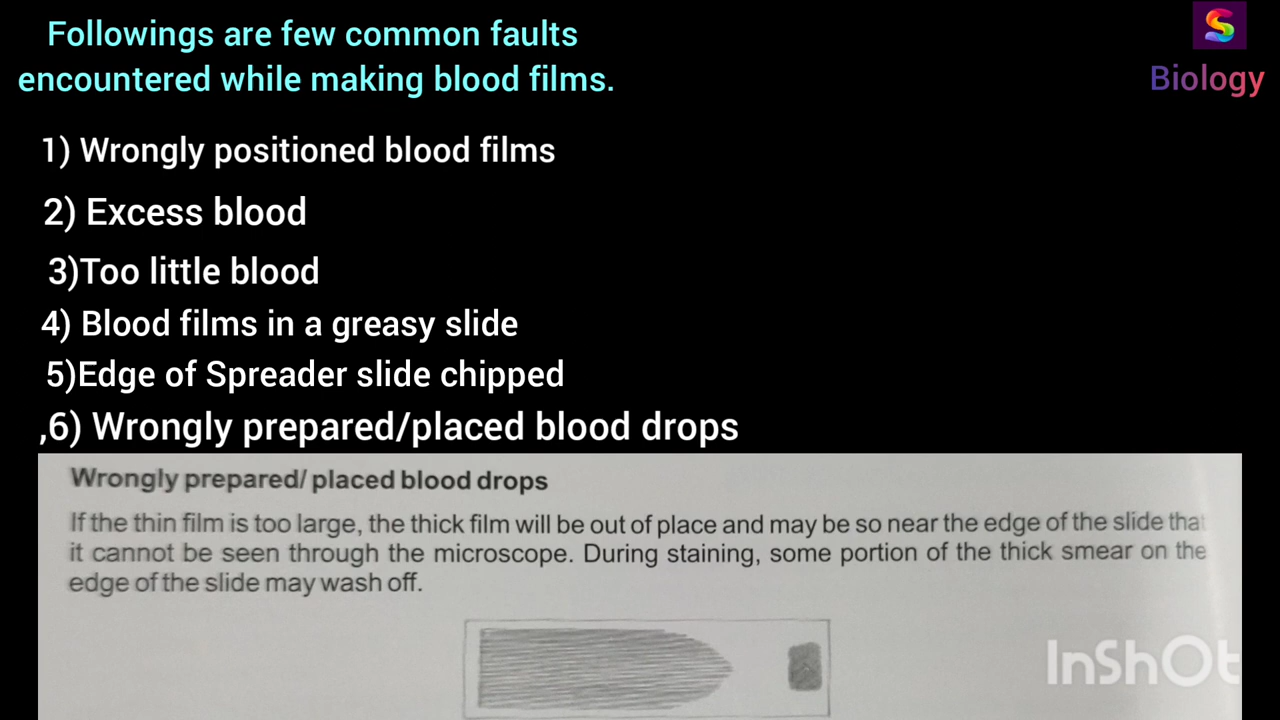 Followings are few common faults
encountered while making blood films.
S
Biology
1) Wrongly positioned blood films
2) Excess blood
3)Too little blood
4) Blood films in a greasy slide
5)Edge of Spreader slide chipped
,6) Wrongly prepared/placed blood drops
Wrongly prepared/ placed blood drops
If the thin film is too large, the thick film will be out of place and may be so near the edge of the slide that
it cannot be seen through the microscope. During staining, some portion of the thick smear on the
edge of the slide may wash off.
InShOt